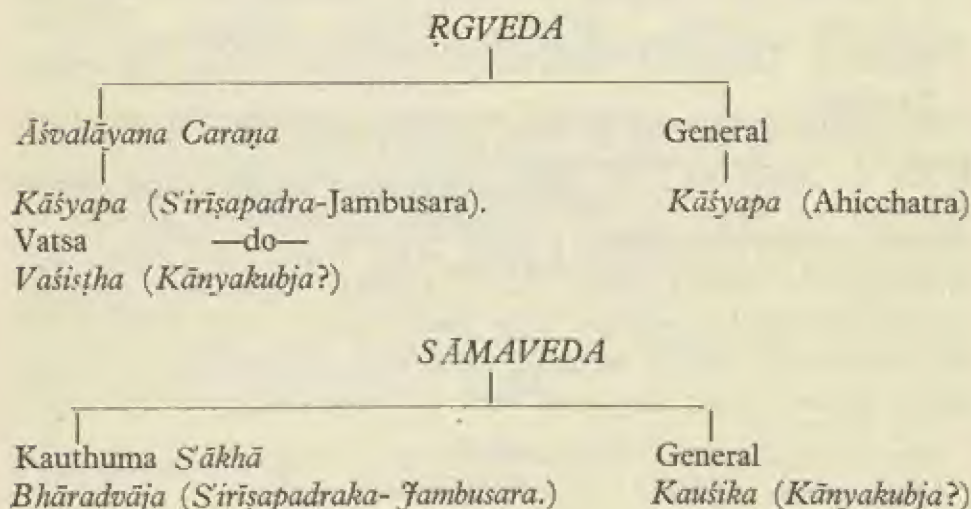 ṚGVEDA
Āśvalāyana Caraṇa General
Kāśyapa (S'irīṣapadra-Jambusara). Kāśyapa (Ahicchatra)
Vatsa —do—
Vaśiṣṭha (Kānyakubja?)
SĀMAVEDA
Kauthuma S'ākhā General
Bhāradvāja (S'irīṣapadraka- Jambusara.) Kauśika (Kānyakubja?)